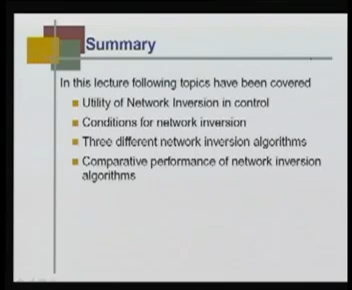 Summary
In this lecture following topics have been covered
Utility of Network Inversion in control
Conditions for network inversion
Three different network inversion algorithms
Comparative performance of network inversion
algorithms